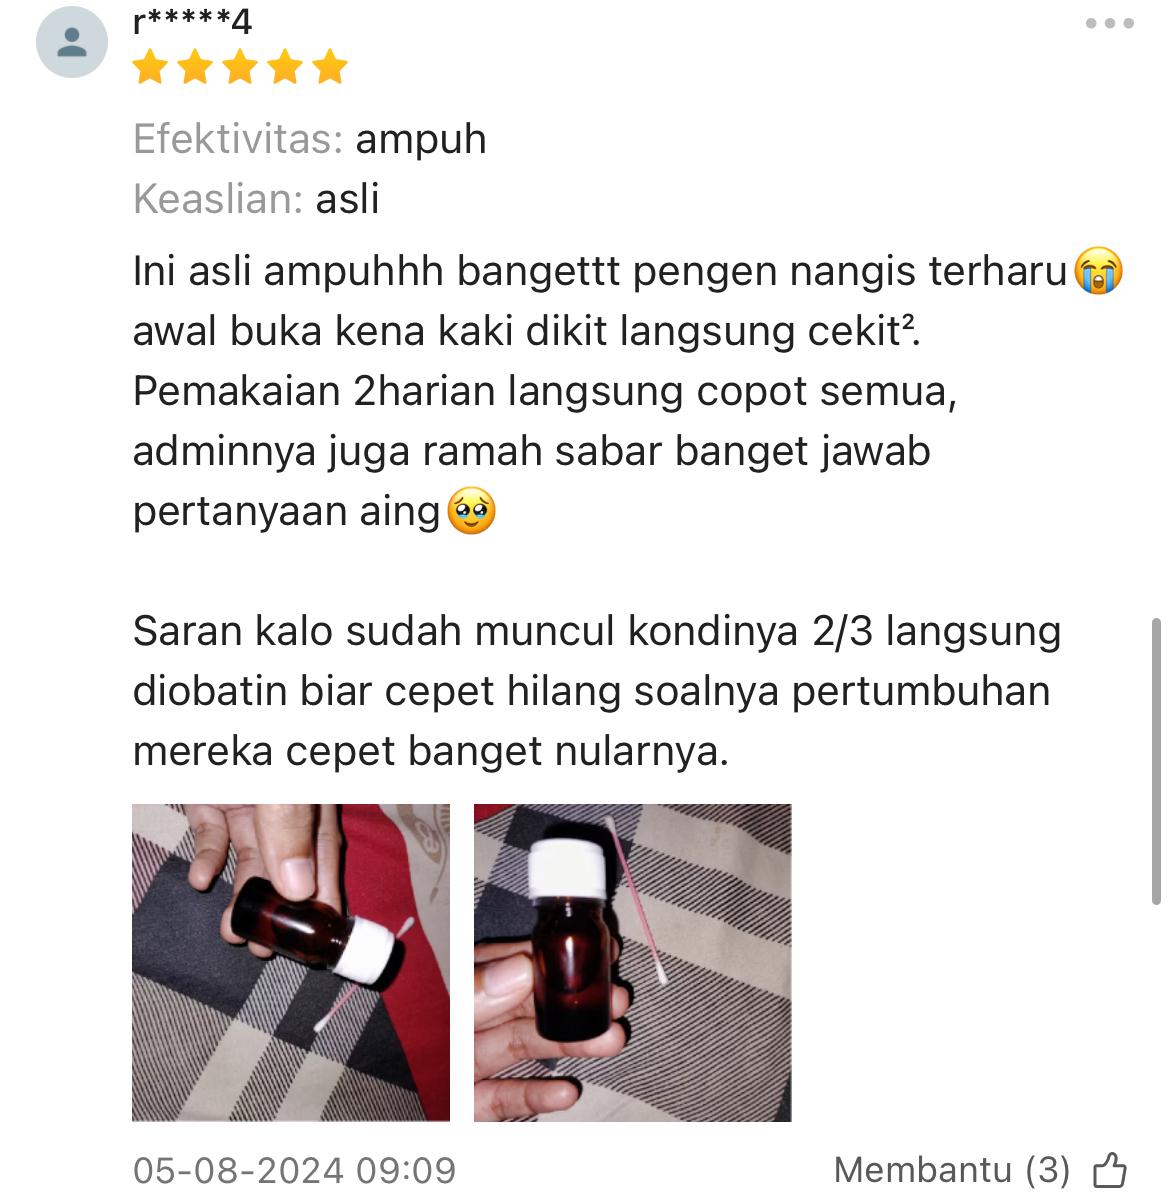 r*****4
Efektivitas: ampuh
Keaslian: asli
Ini asli ampuhhh bangettt pengen nangis terharu😭
awal buka kena kaki dikit langsung cekit².
Pemakaian 2harian langsung copot semua,
adminnya juga ramah sabar banget jawab
pertanyaan aing🥹
Saran kalo sudah muncul kondinya 2/3 langsung
diobatin biar cepet hilang soalnya pertumbuhan
mereka cepet banget nularnya.
05-08-2024 09:09
Membantu (3)